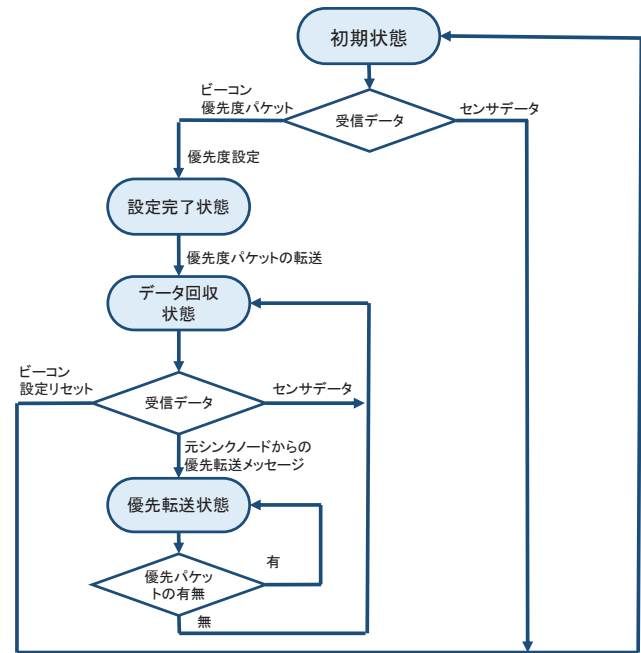 初期状態
ビーコン
優先度パケット
受信データ
センサデータ
優先度設定
設定完了状態
優先度パケットの転送
データ回収
状態
ビーコン
設定リセット
受信データ
センサデータ
元シンクノードからの
優先転送メッセージ
優先転送状態
有
優先パケッ
トの有無
無